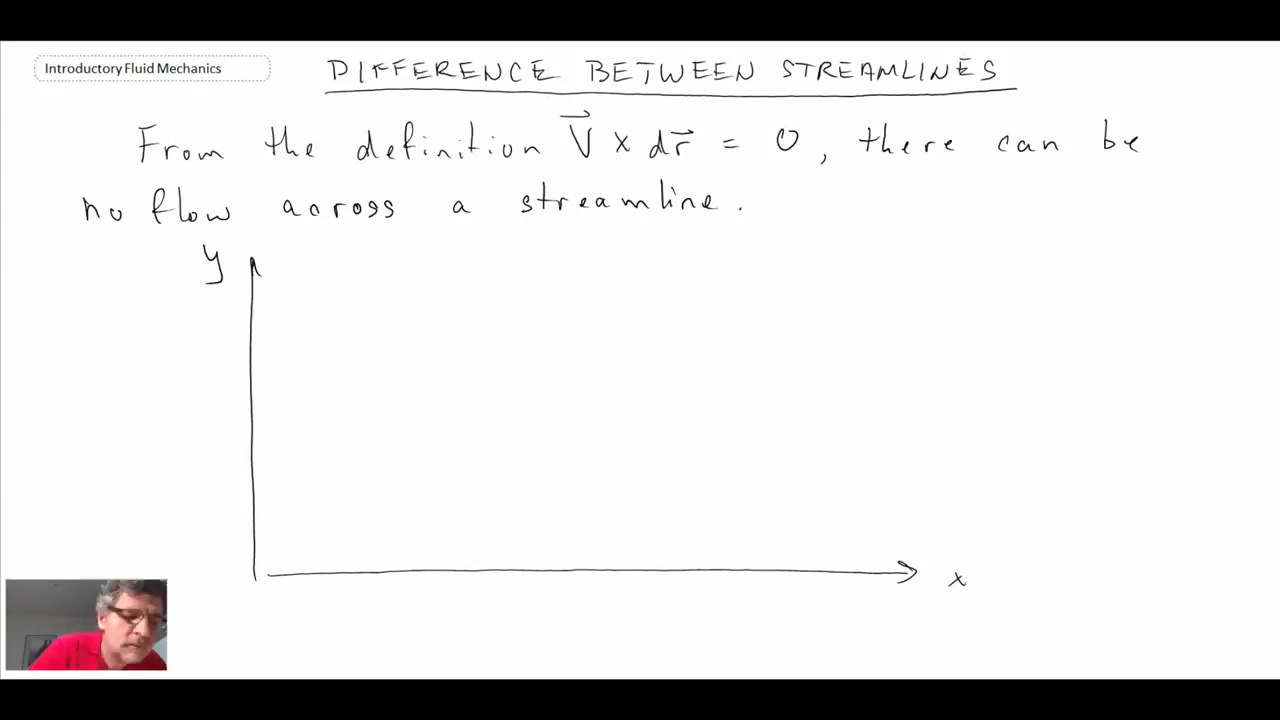 Introductory Fluid Mechanics
DIFFERENCE BETWEEN STREAMLINES
From the definition V⃗ × dr⃗ = 0, there can be
no flow across a streamline.
y
x